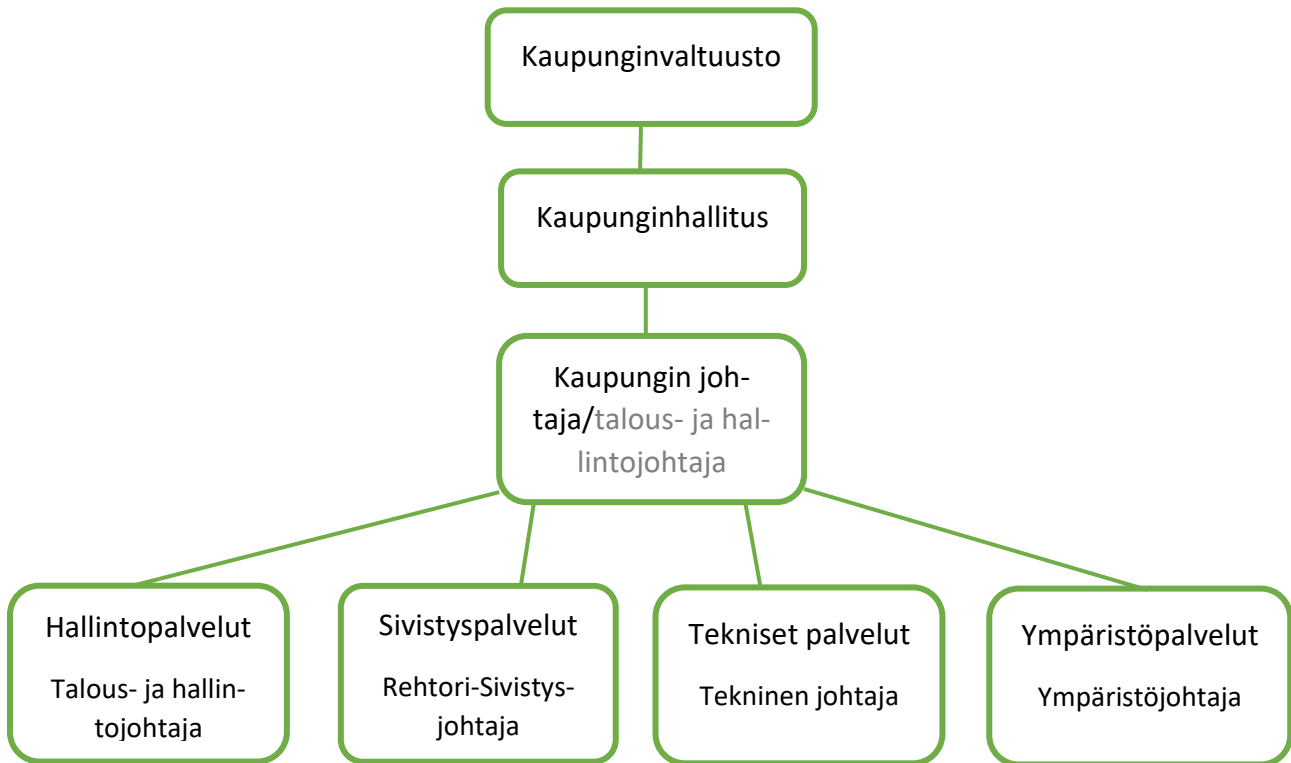 Kaupunginvaltuusto
Kaupunginhallitus
Kaupungin joh-
taja/talous- ja hal-
lintojohtaja
Hallintopalvelut
Talous- ja hallin-
tojohtaja
Sivistyspalvelut
Rehtori-Sivistys-
johtaja
Tekniset palvelut
Tekninen johtaja
Ympäristöpalvelut
Ympäristöjohtaja